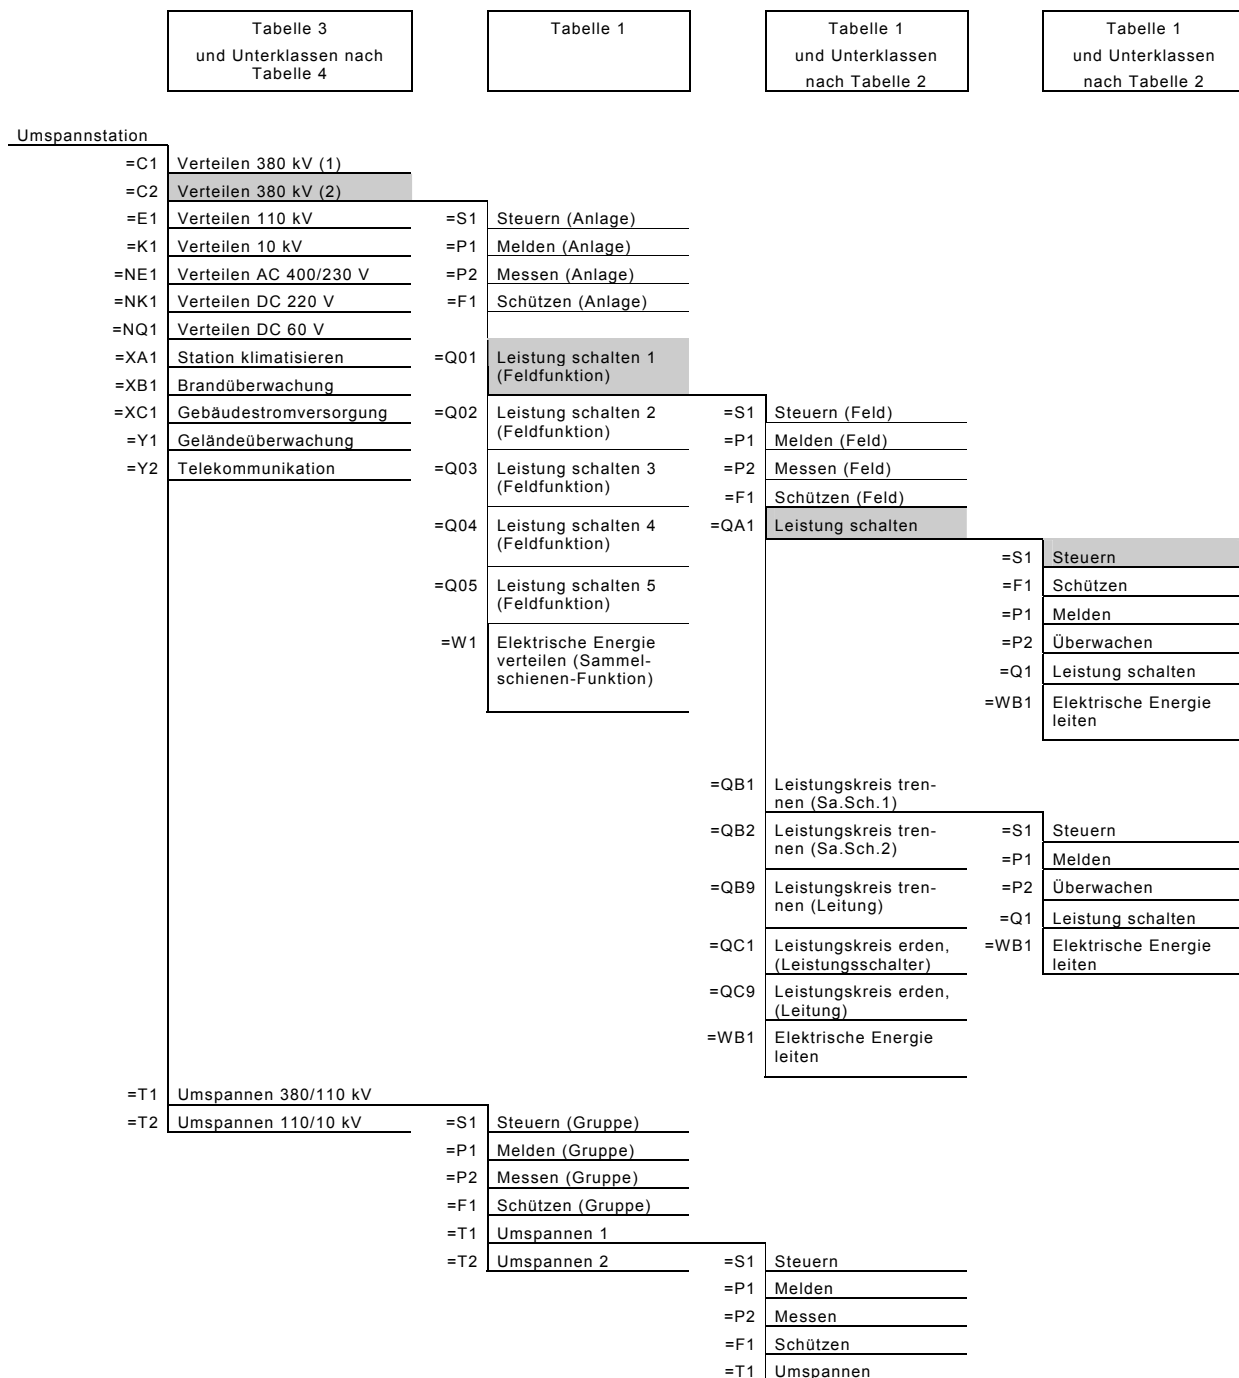 Tabelle 3
und Unterklassen nach
Tabelle 4
Tabelle 1
Tabelle 1
und Unterklassen
nach Tabelle 2
Tabelle 1
und Unterklassen
nach Tabelle 2
Umspannstation
=C1 Verteilen 380 kV (1)
=C2 Verteilen 380 kV (2)
=E1 Verteilen 110 kV
=K1 Verteilen 10 kV
=NE1 Verteilen AC 400/230 V
=NK1 Verteilen DC 220 V
=NQ1 Verteilen DC 60 V
=XA1 Station klimatisieren
=XB1 Brandüberwachung
=XC1 Gebäudestromversorgung
=Y1 Geländeüberwachung
=Y2 Telekommunikation
=T1 Umspannen 380/110 kV
=T2 Umspannen 110/10 kV
=S1 Steuern (Anlage)
=P1 Melden (Anlage)
=P2 Messen (Anlage)
=F1 Schützen (Anlage)
=Q01 Leistung schalten 1
(Feldfunktion)
=Q02 Leistung schalten 2
(Feldfunktion)
=Q03 Leistung schalten 3
(Feldfunktion)
=Q04 Leistung schalten 4
(Feldfunktion)
=Q05 Leistung schalten 5
(Feldfunktion)
=W1 Elektrische Energie
verteilen (Sammel-
schienen-Funktion)
=S1 Steuern (Feld)
=P1 Melden (Feld)
=P2 Messen (Feld)
=F1 Schützen (Feld)
=QA1 Leistung schalten
=S1 Steuern
=F1 Schützen
=P1 Melden
=P2 Überwachen
=Q1 Leistung schalten
=WB1 Elektrische Energie
leiten
=QB1 Leistungskreis tren-
nen (Sa.Sch.1)
=QB2 Leistungskreis tren-
nen (Sa.Sch.2)
=QB9 Leistungskreis tren-
nen (Leitung)
=QC1 Leistungskreis erden,
(Leistungsschalter)
=QC9 Leistungskreis erden,
(Leitung)
=WB1 Elektrische Energie
leiten
=S1 Steuern
=P1 Melden
=P2 Überwachen
=Q1 Leistung schalten
=WB1 Elektrische Energie
leiten
=S1 Steuern (Gruppe)
=P1 Melden (Gruppe)
=P2 Messen (Gruppe)
=F1 Schützen (Gruppe)
=T1 Umspannen 1
=T2 Umspannen 2
=S1 Steuern
=P1 Melden
=P2 Messen
=F1 Schützen
=T1 Umspannen